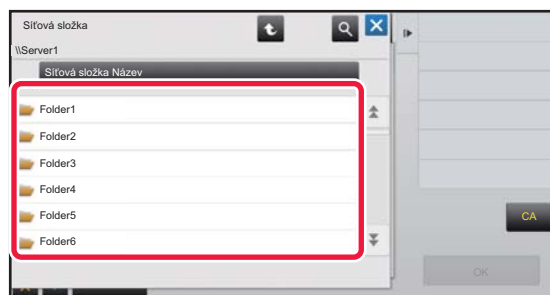 Síťová složka
\\Server1
Síťová složka Název
Folder1
Folder2
Folder3
Folder4
Folder5
Folder6
CA
OK